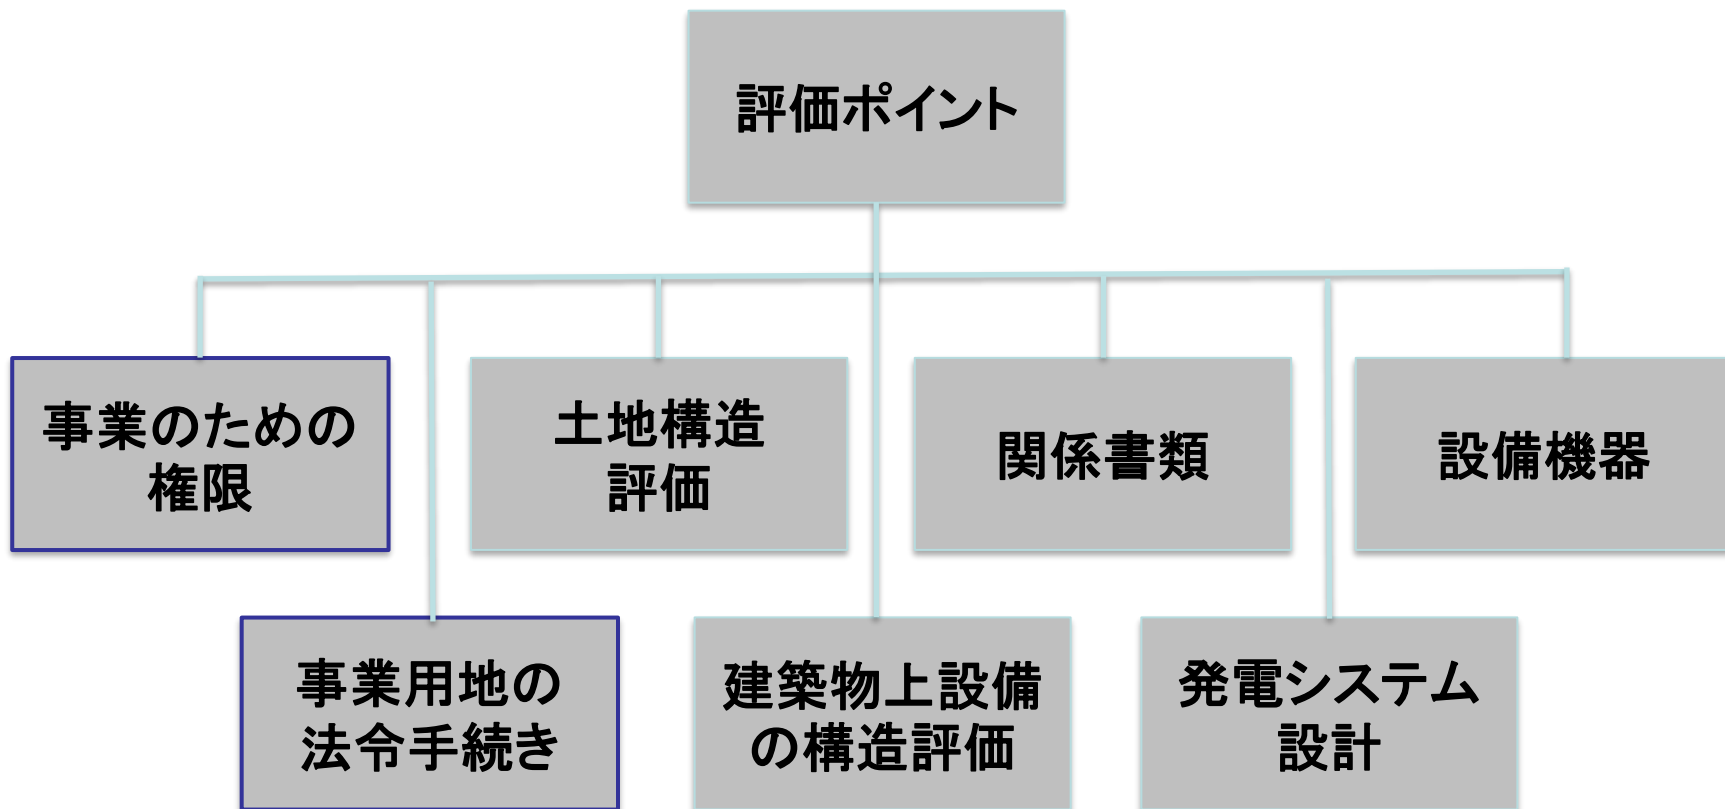 評価ポイント
事業のための
権限
土地構造
評価
関係書類
設備機器
事業用地の
法令手続き
建築物上設備
の構造評価
発電システム
設計